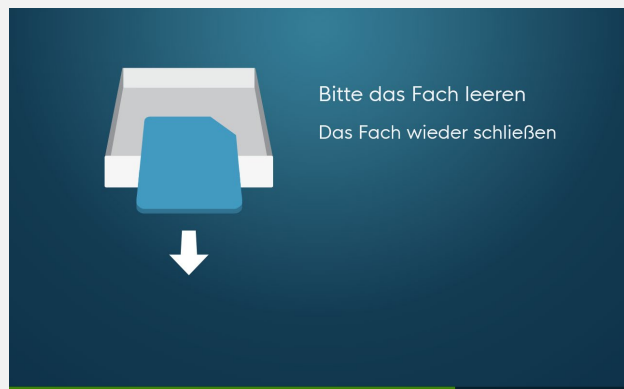 Bitte das Fach leeren
Das Fach wieder schließen